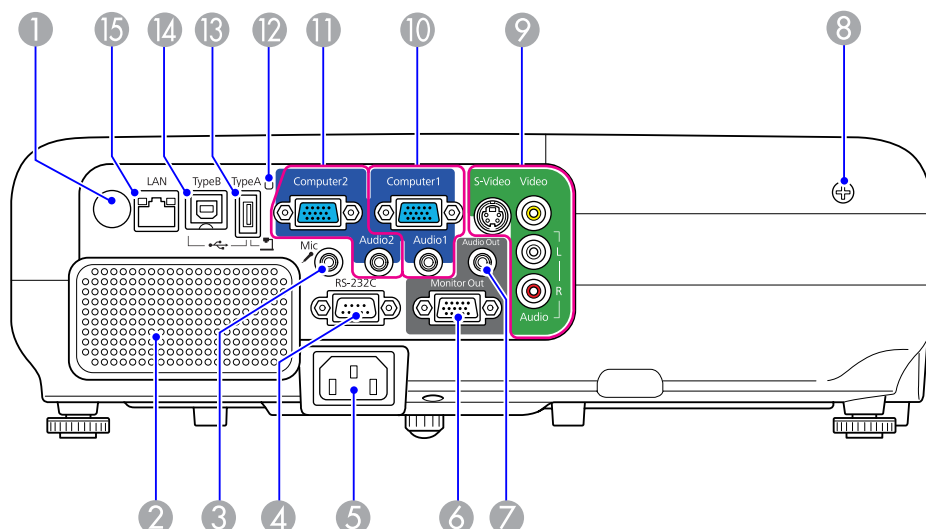 1 15 14 13 12 11 10 9 8
LAN TypeB TypeA Computer2 Computer1 S-Video Video
Mic Audio2 Audio1 Audio Out L
RS-232C Monitor Out R
Audio
2 3 4 5 6 7